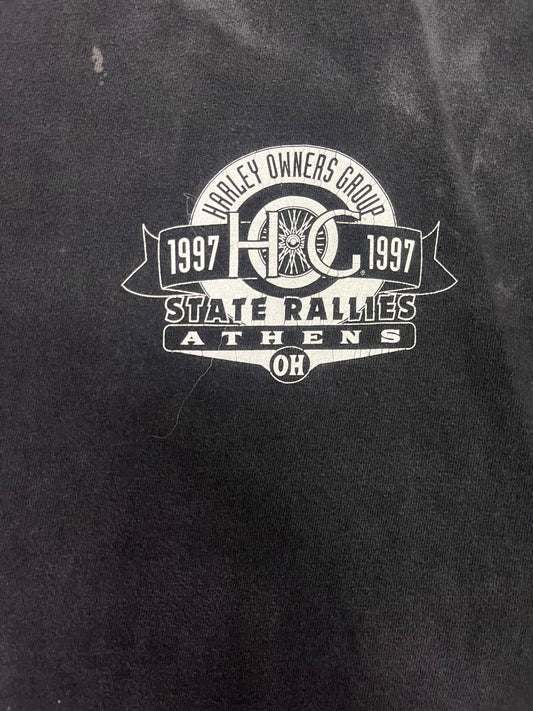 HARLEY OWNERS GROUP
1997 HOG® 1997
STATE RALLIES
ATHENS
OH